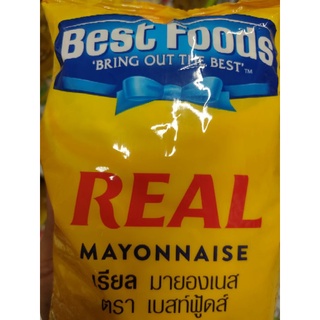 Best Foods
'BRING OUT THE BEST'™
REAL
MAYONNAISE
เรียล มายองเนส
ตรา เบสท์ฟู้ดส์